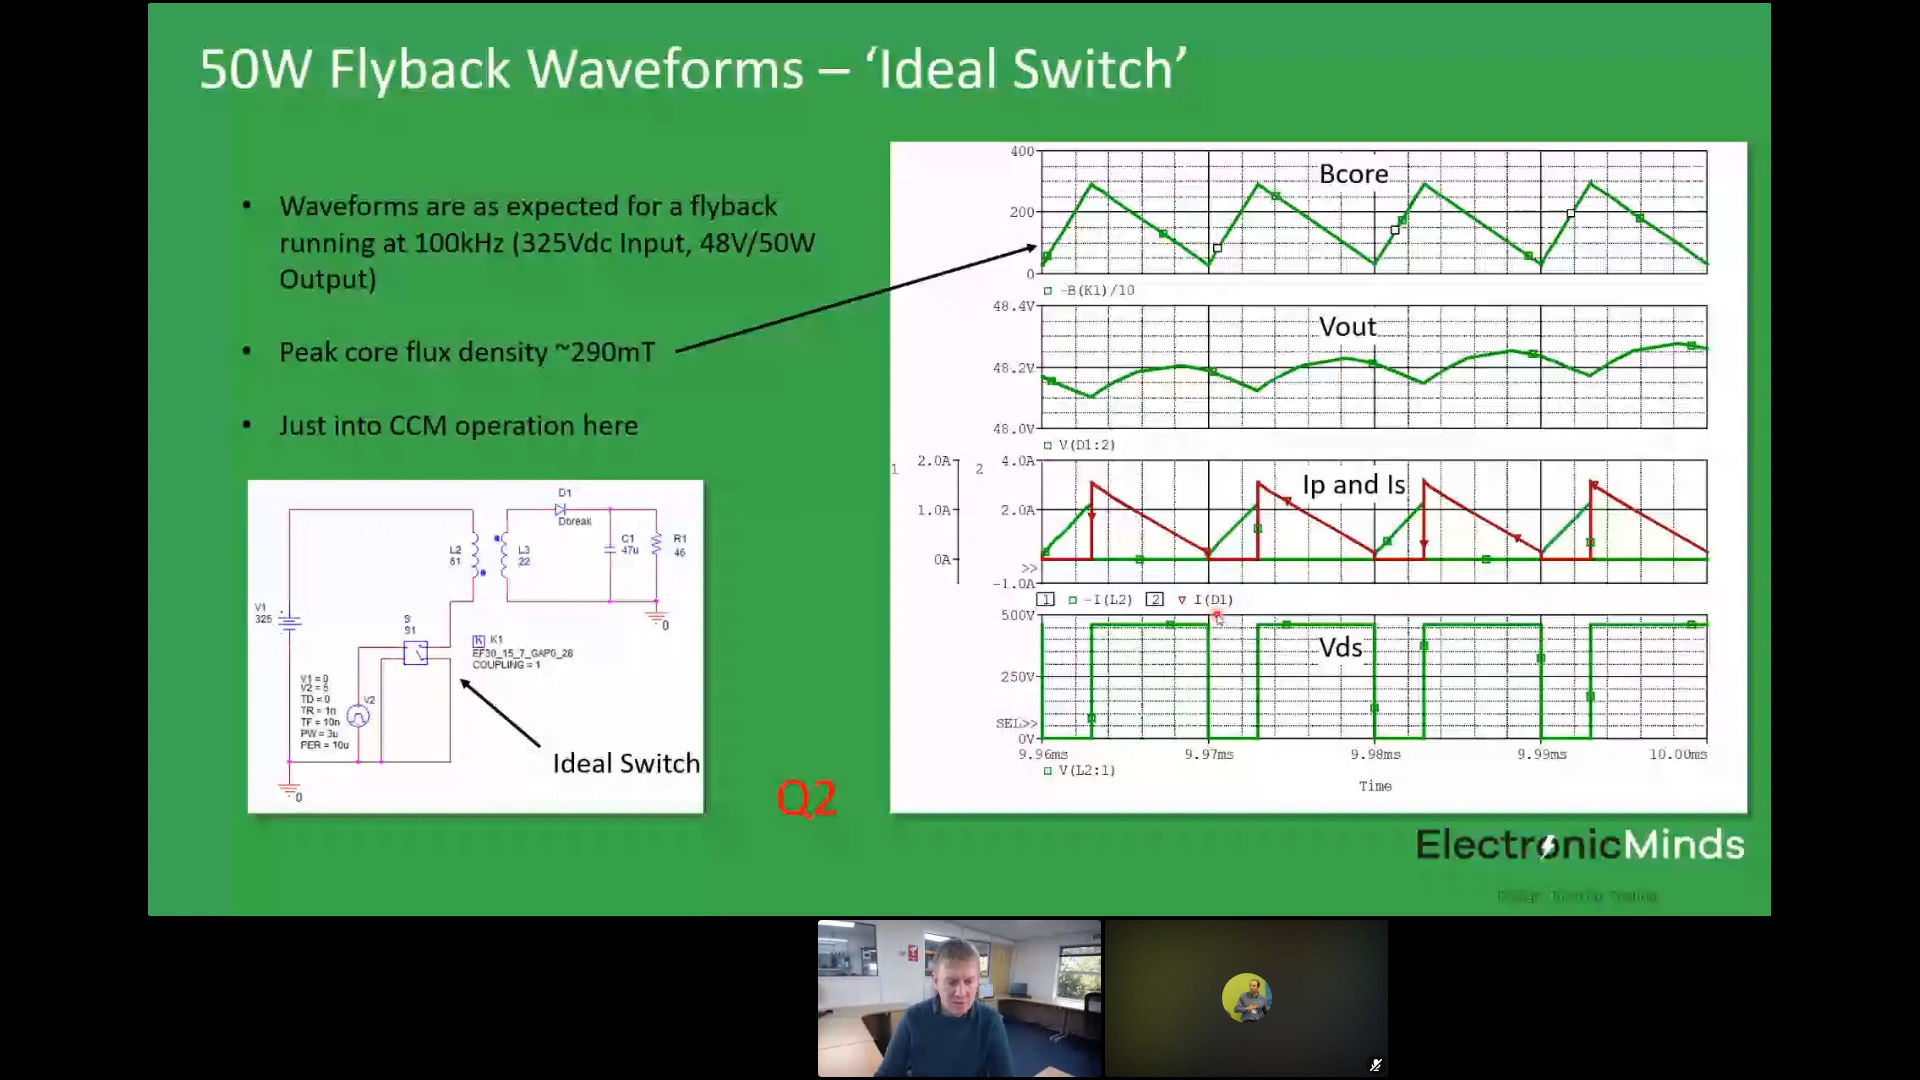 50W Flyback Waveforms – ‘Ideal Switch’
• Waveforms are as expected for a flyback
running at 100kHz (325Vdc Input, 48V/50W
Output)
• Peak core flux density ~290mT
• Just into CCM operation here
D1
Dbreak
L2
61
L3
22
C1
47u
R1
46
V1
325
S
S1
K K1
EF30_15_7_GAP0_28
COUPLING = 1
0
V1 = 0
V2 = 5
TD = 0
TR = 1n
TF = 10n
PW = 3u
PER = 10u
V2
0
Ideal Switch
Q2
400
200
0
Bcore
-B(K1)/10
48.4V
48.2V
48.0V
Vout
V(D1:2)
1
2.0A
1.0A
0A
2
4.0A
2.0A
>>
-1.0A
Ip and Is
1 -I(L2) 2 I(D1)
500V
250V
SEL>>
0V
Vds
9.96ms 9.97ms 9.98ms 9.99ms 10.00ms
V(L2:1)
Time
ElectronicMinds